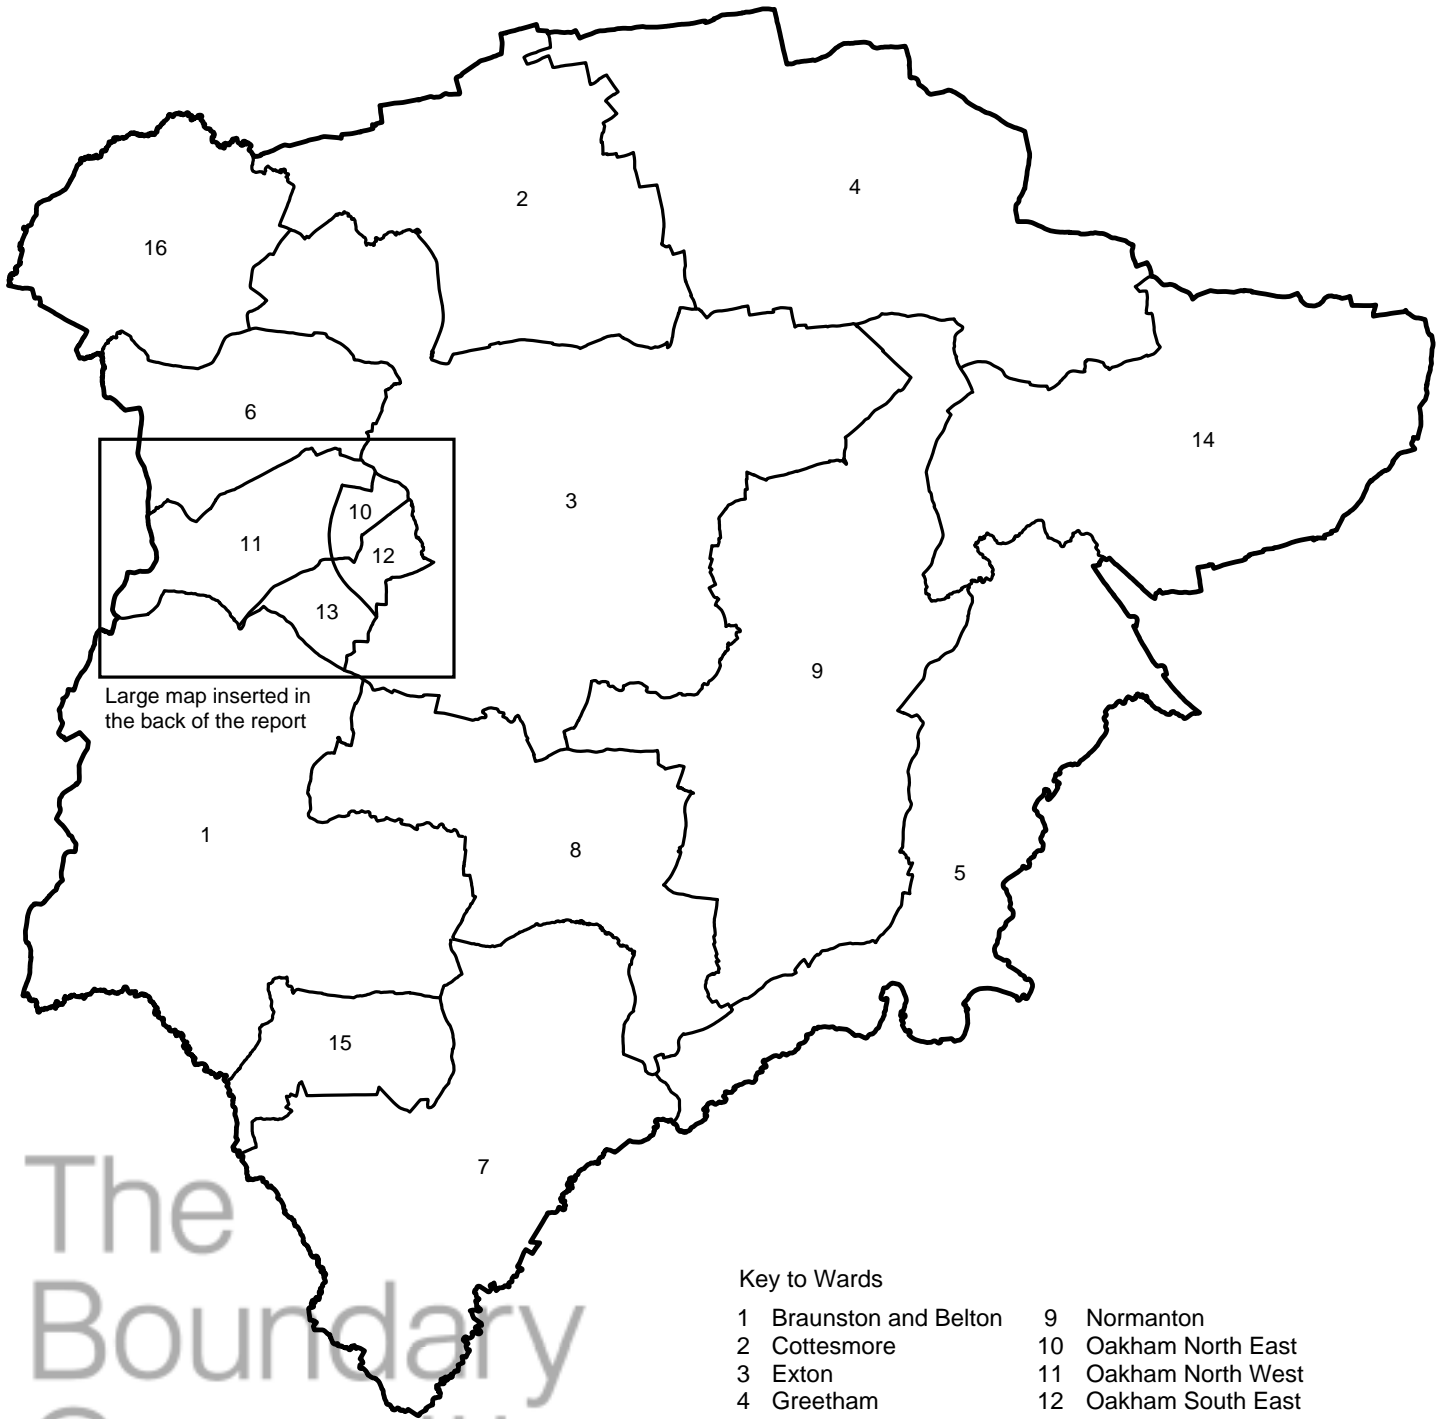 2
4
16
6
14
3
10
11
12
13
9
Large map inserted in
the back of the report
1
8
5
15
7
The
Boundary
Key to Wards
1 Braunston and Belton
2 Cottesmore
3 Exton
4 Greetham
9 Normanton
10 Oakham North East
11 Oakham North West
12 Oakham South East